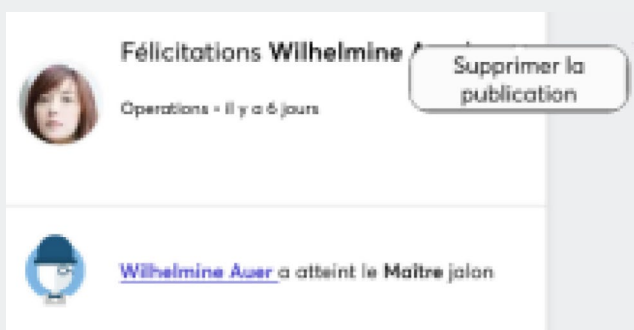 Félicitations Wilhelmine
Supprimer la
publication
Operations • il y a 6 jours
Wilhelmine Auer a atteint le Maître jalon